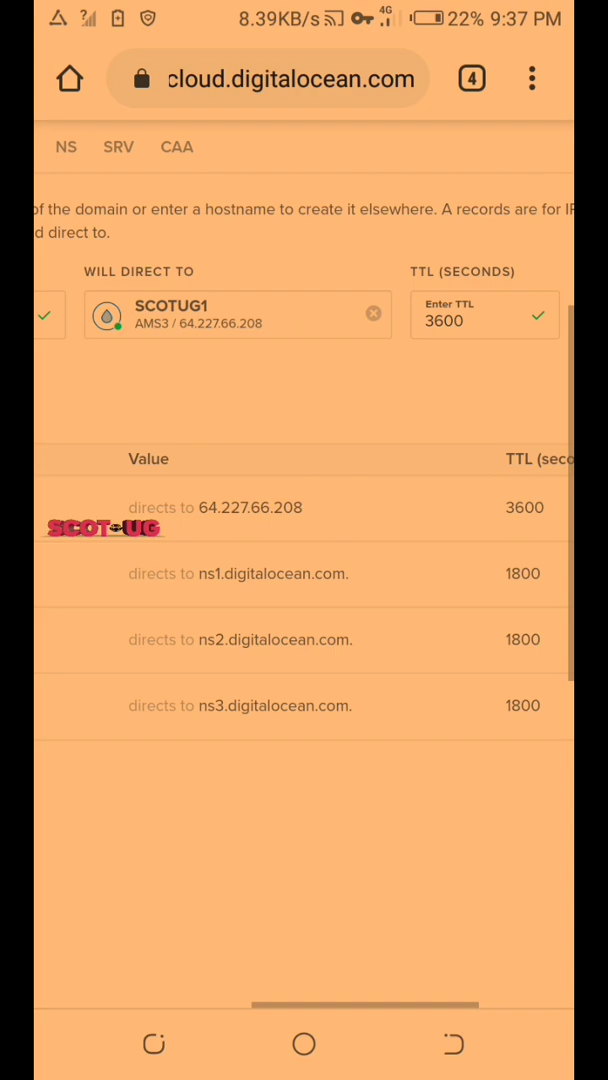 8.39KB/s 4G 22% 9:37 PM
cloud.digitalocean.com 4
NS SRV CAA
of the domain or enter a hostname to create it elsewhere. A records are for
d direct to.
WILL DIRECT TO TTL (SECONDS)
SCOTUG1
AMS3 / 64.227.66.208
Enter TTL
3600
Value TTL (seco
directs to 64.227.66.208 3600
SCOT UG
directs to ns1.digitalocean.com. 1800
directs to ns2.digitalocean.com. 1800
directs to ns3.digitalocean.com. 1800